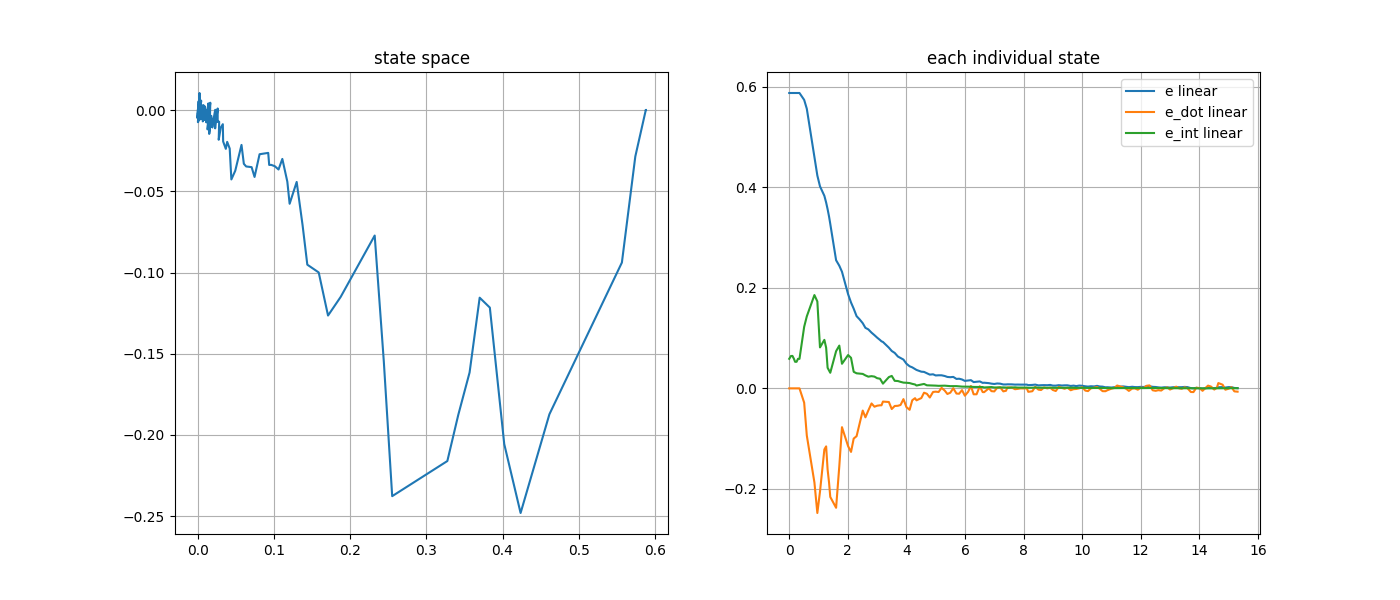 state space
0.00
−0.05
−0.10
−0.15
−0.20
−0.25
0.0 0.1 0.2 0.3 0.4 0.5 0.6
each individual state
e linear
e_dot linear
e_int linear
0.6
0.4
0.2
0.0
−0.2
0 2 4 6 8 10 12 14 16